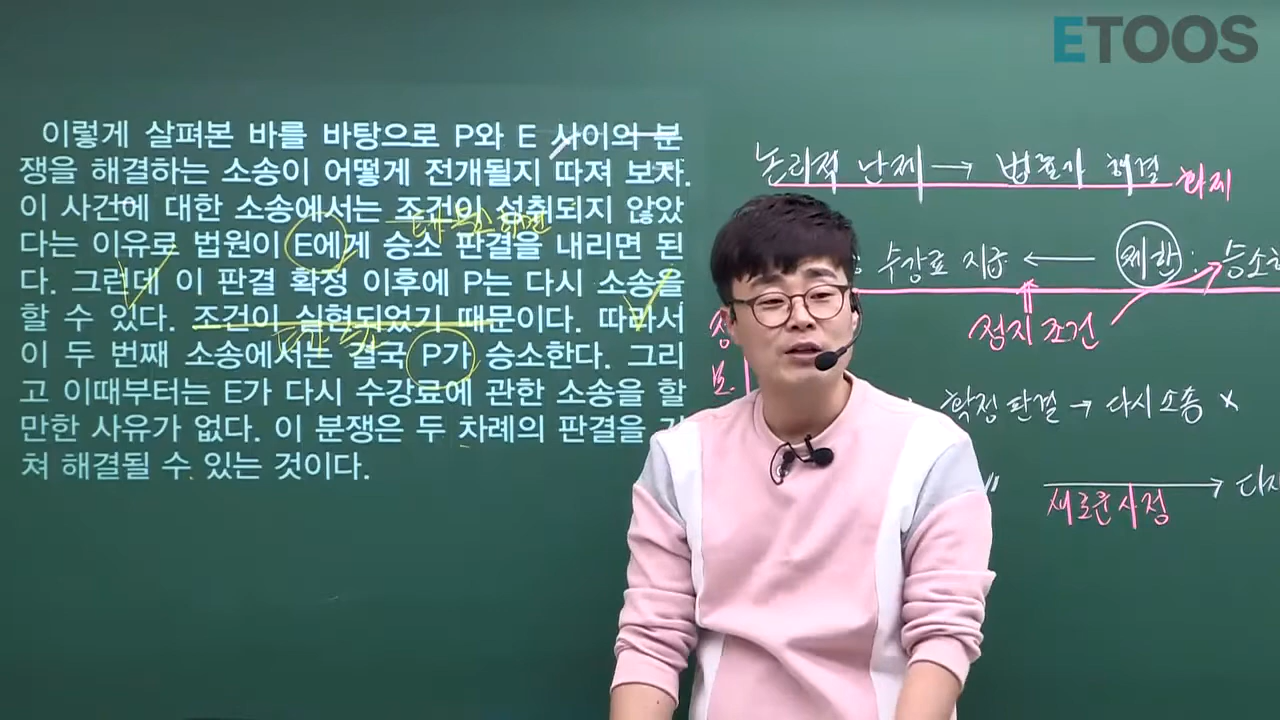 ETOOS
이렇게 살펴본 바를 바탕으로 P와 E 사이의 분
쟁을 해결하는 소송이 어떻게 전개될지 따져 보자.
이 사건에 대한 소송에서는 조건이 성취되지 않았
다는 이유로 법원이 E에게 승소 판결을 내리면 된
다. 그런데 이 판결 확정 이후에 P는 다시 소송을
할 수 있다. 조건이 실현되었기 때문이다. 따라서
이 두 번째 소송에서는 결국 P가 승소한다. 그리
고 이때부터는 E가 다시 수강료에 관한 소송을 할
만한 사유가 없다. 이 분쟁은 두 차례의 판결을
쳐 해결될 수 있는 것이다.
논리적 난제 → 법률가 해결 화제
수강료 지급 ← 제한: 승소
정지 조건
확정 판결 → 다시 소송 ×
〃 새로운 사정 → 다시